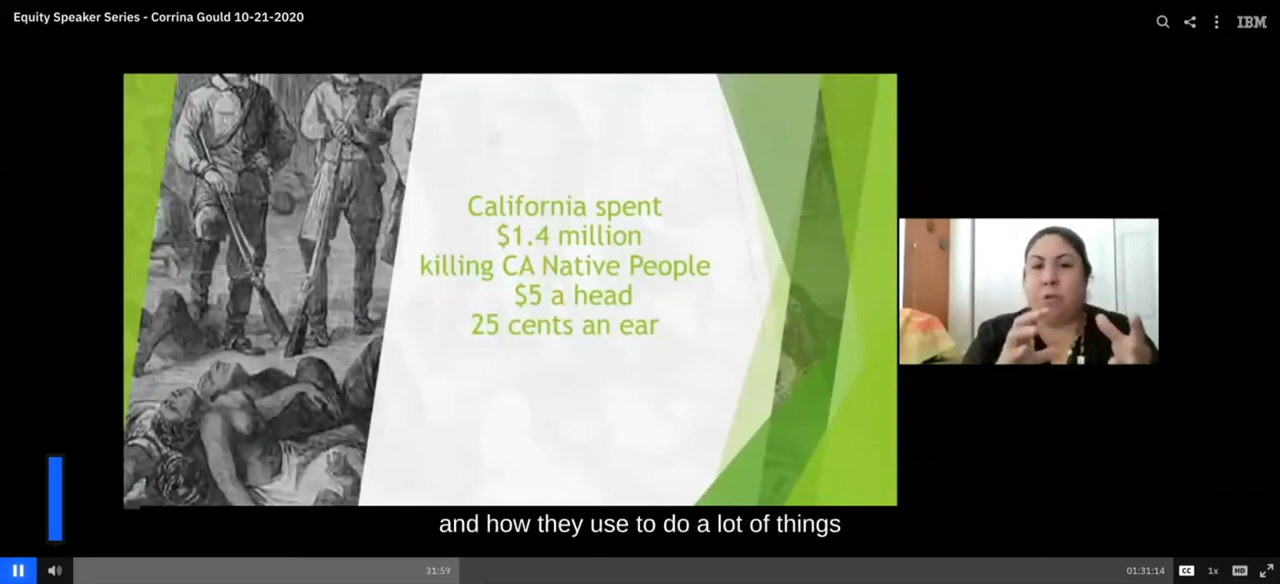 Equity Speaker Series - Corrina Gould 10-21-2020
IBM
California spent
$1.4 million
killing CA Native People
$5 a head
25 cents an ear
and how they use to do a lot of things
31:59
01:31:14
CC
1x
HD